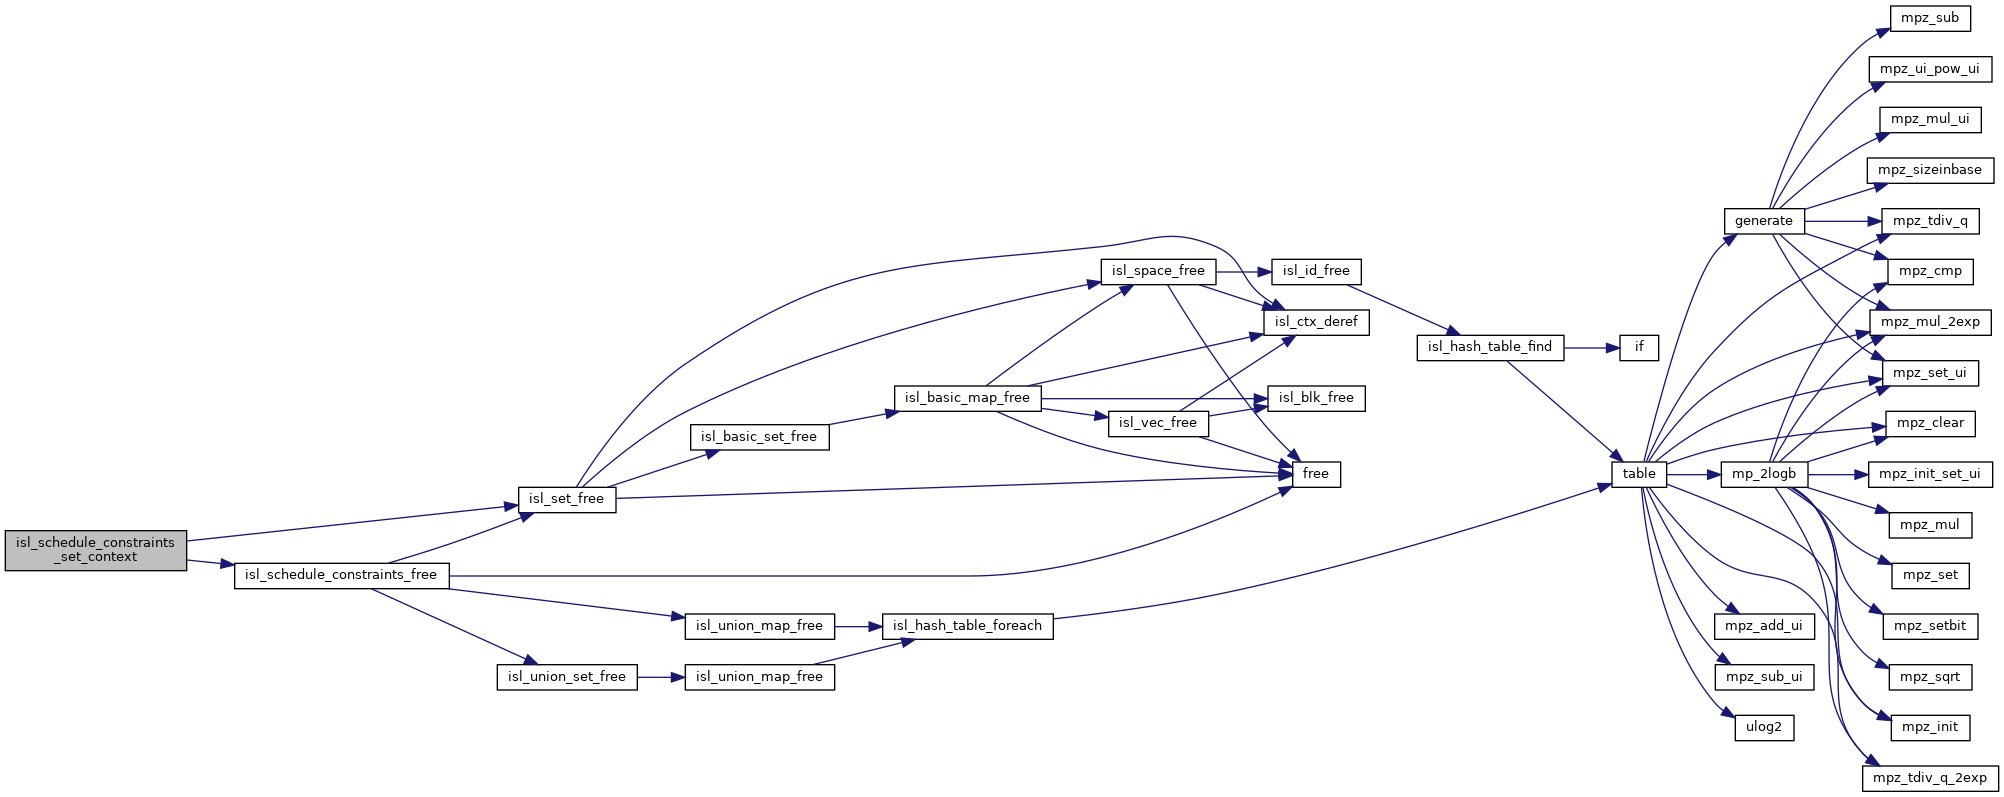 isl_schedule_constraints
_set_context
isl_set_free
isl_schedule_constraints_free
isl_basic_set_free
isl_union_map_free
isl_union_set_free
isl_union_map_free
isl_basic_map_free
isl_hash_table_foreach
isl_space_free
isl_vec_free
isl_id_free
isl_ctx_deref
isl_blk_free
free
isl_hash_table_find
if
table
generate
mp_2logb
mpz_add_ui
mpz_sub_ui
ulog2
mpz_sub
mpz_ui_pow_ui
mpz_mul_ui
mpz_sizeinbase
mpz_tdiv_q
mpz_cmp
mpz_mul_2exp
mpz_set_ui
mpz_clear
mpz_init_set_ui
mpz_mul
mpz_set
mpz_setbit
mpz_sqrt
mpz_init
mpz_tdiv_q_2exp